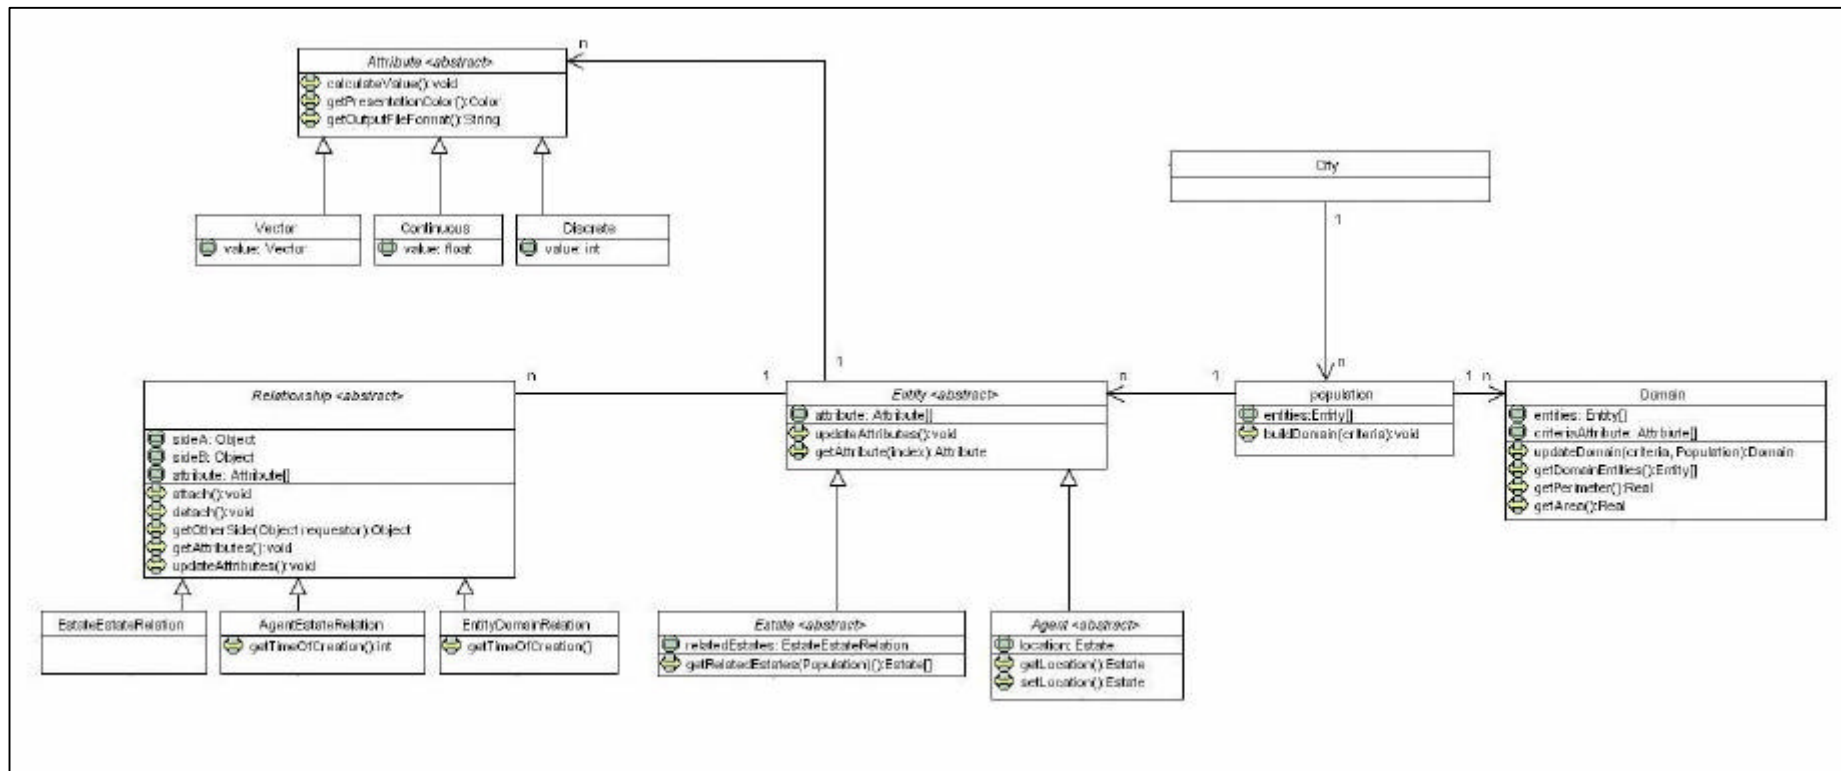 n
Attribute <abstract>
calculateValue():void
getPresentationColor():Color
getOutputFileFormat():String
City
1
Vector
value: Vector
Continuous
value: float
Discrete
value: int
n
1
1
n
1
n
1 n
Relationship <abstract>
sideA: Object
sideB: Object
attribute: Attribute[]
attach():void
detach():void
getOtherSide(Object requestor):Object
getAttributes():void
updateAttributes():void
Entity <abstract>
attribute: Attribute[]
updateAttributes():void
getAttribute(index):Attribute
population
entities:Entity[]
buildDomain(criteria):void
Domain
entities: Entity[]
criteriaAttribute: Attrbiute[]
updateDomain(criteria, Population):Domain
getDomainEntities():Entity[]
getPerimeter():Real
getArea():Real
EstateEstateRelation
AgentEstateRelation
getTimeOfCreation():int
EntityDomainRelation
getTimeOfCreation()
Estate <abstract>
relatedEstates: EstateEstateRelation
getRelatedEstates(Population)():Estate[]
Agent <abstract>
location: Estate
getLocation():Estate
setLocation():Estate